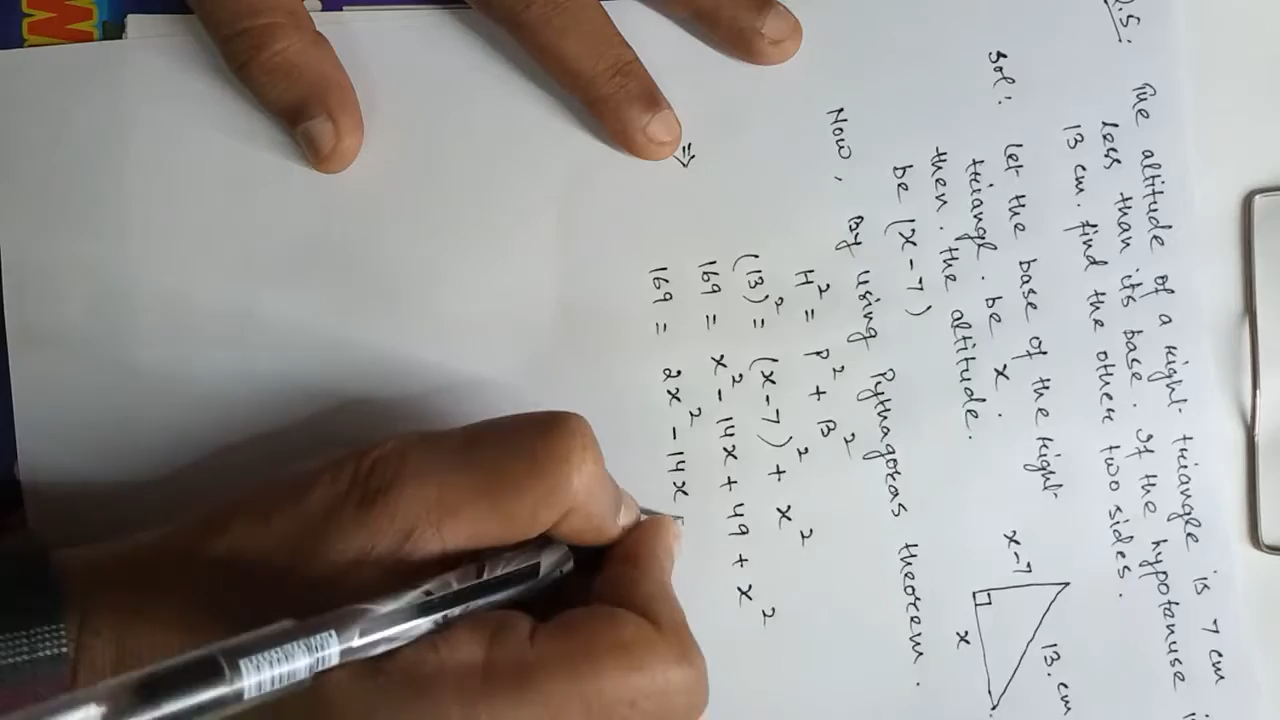 Q.5. The altitude of a right triangle is 7 cm
less than its base. If the hypotenuse is
13 cm. find the other two sides.
Sol: Let the base of the right
triangl. be x.
then. the altitude.
be (x-7)
x-7
13.cm
x
Now, By using Pythagoras theorem.
H² = P² + B²
(13)² = (x-7)² + x²
169 = x² - 14x + 49 + x²
⇒ 169 = 2x² - 14x